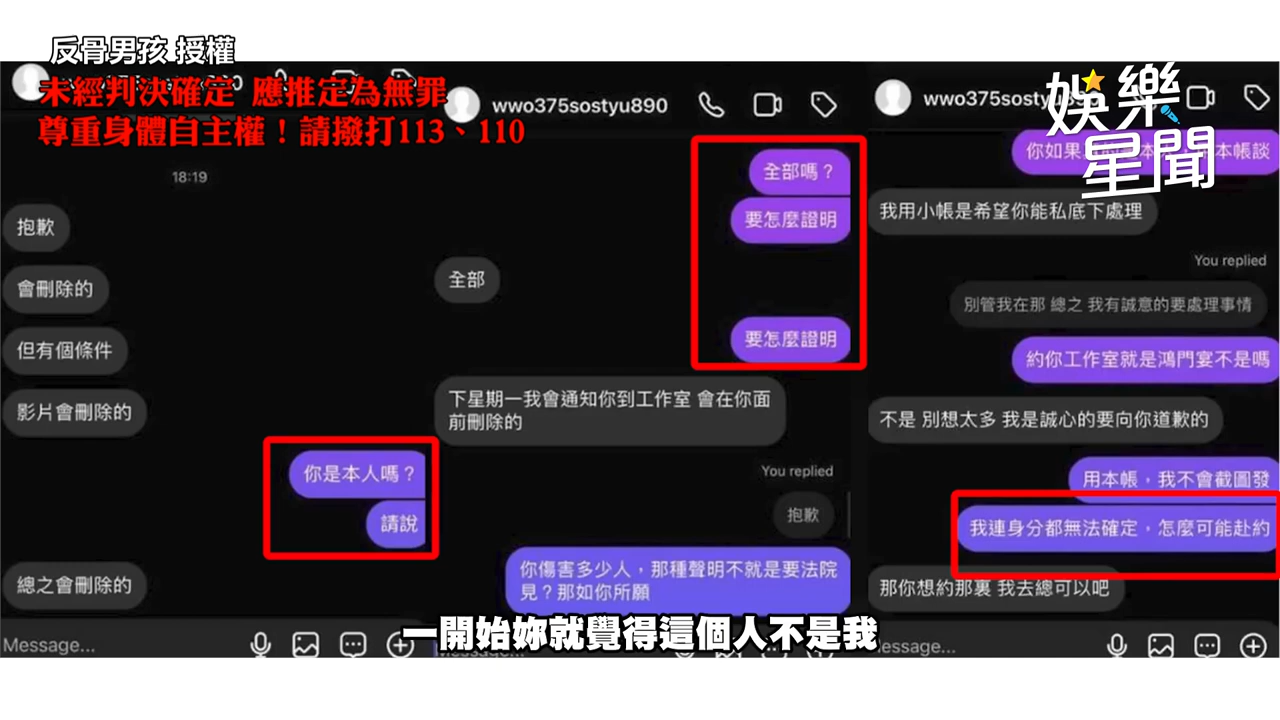 反骨男孩 授權
未經判決確定 應推定為無罪
尊重身體自主權！請撥打113、110
娛樂星聞
18:19
抱歉
會刪除的
但有個條件
影片會刪除的
你是本人嗎？
請說
總之會刪除的
Message...
wwo375sostyu890
全部嗎？
要怎麼證明
全部
要怎麼證明
下星期一我會通知你到工作室 會在你面
前刪除的
You replied
抱歉
你傷害多少人，那種聲明不就是要法院
見？那如你所願
wwo375sostyu890
你如果
本帳談
我用小帳是希望你能私底下處理
You replied
別管我在那 總之 我有誠意的要處理事情
約你工作室就是鴻門宴不是嗎
不是 別想太多 我是誠心的要向你道歉的
用本帳，我不會截圖發
我連身分都無法確定，怎麼可能赴約
那你想約那裏 我去總可以吧
一開始妳就覺得這個人不是我